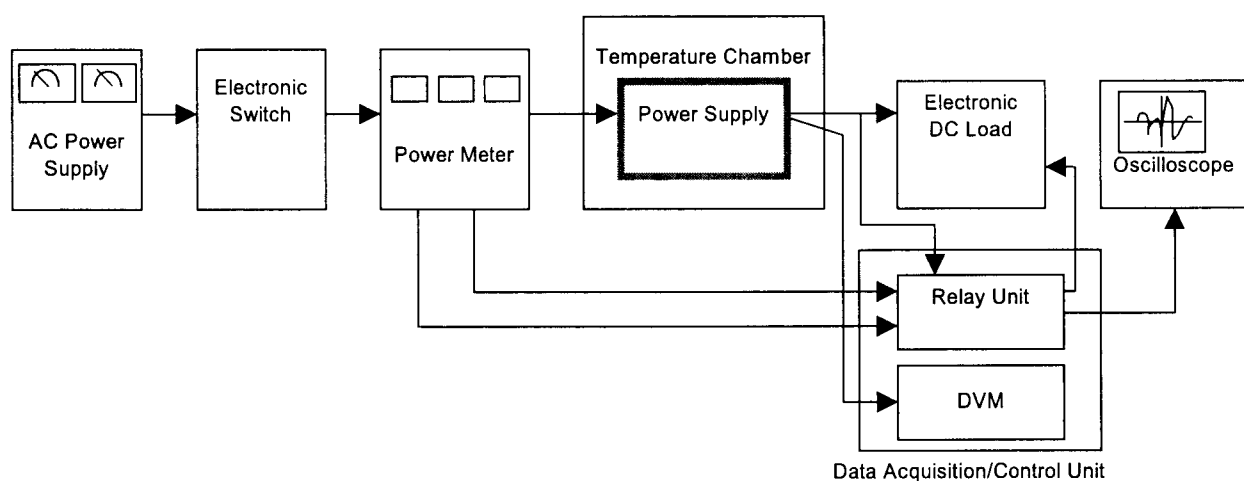 AC Power
Supply
Electronic
Switch
Power Meter
Temperature Chamber
Power Supply
Electronic
DC Load
Oscilloscope
Relay Unit
DVM
Data Acquisition/Control Unit